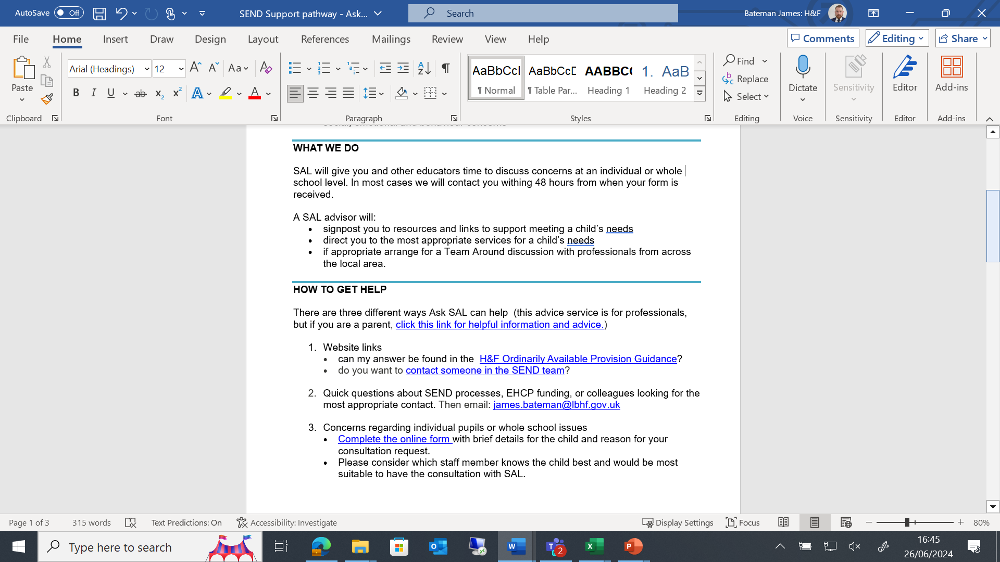 AutoSave Off SEND Support pathway - Ask... Search Bateman James: H&F
File Home Insert Draw Design Layout References Mailings Review View Help Comments Editing Share
Paste Arial (Headings) 12 A A Aa A AaBbCcI AaBbCcD AABBC 1. AaB Find Dictate Sensitivity Editor Add-ins
¶ Normal ¶ Table Par... Heading 1 Heading 2 Replace
B I U ab x2 x2 A A Select
Clipboard Font Paragraph Styles Editing Voice Sensitivity Editor Add-ins
WHAT WE DO
SAL will give you and other educators time to discuss concerns at an individual or whole
school level. In most cases we will contact you withing 48 hours from when your form is
received.
A SAL advisor will:
• signpost you to resources and links to support meeting a child’s needs
• direct you to the most appropriate services for a child’s needs
• if appropriate arrange for a Team Around discussion with professionals from across
the local area.
HOW TO GET HELP
There are three different ways Ask SAL can help  (this advice service is for professionals,
but if you are a parent, click this link for helpful information and advice.)
1. Website links
• can my answer be found in the  H&F Ordinarily Available Provision Guidance?
• do you want to contact someone in the SEND team?
2. Quick questions about SEND processes, EHCP funding, or colleagues looking for the
most appropriate contact. Then email: james.bateman@lbhf.gov.uk
3. Concerns regarding individual pupils or whole school issues
• Complete the online form with brief details for the child and reason for your
consultation request.
• Please consider which staff member knows the child best and would be most
suitable to have the consultation with SAL.
Page 1 of 3 315 words Text Predictions: On Accessibility: Investigate Display Settings Focus 80%
Type here to search 2 16:45
26/06/2024